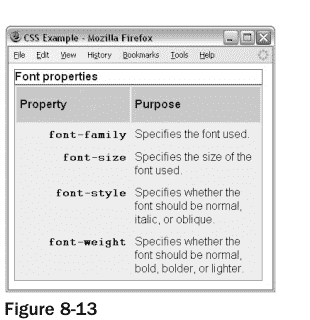 CSS Example - Mozilla Firefox
File Edit View History Bookmarks Tools Help
Font properties
Property Purpose
font-family Specifies the font used.
font-size Specifies the size of the
font used.
font-style Specifies whether the
font should be normal,
italic, or oblique.
font-weight Specifies whether the
font should be normal,
bold, bolder, or lighter.
Figure 8-13